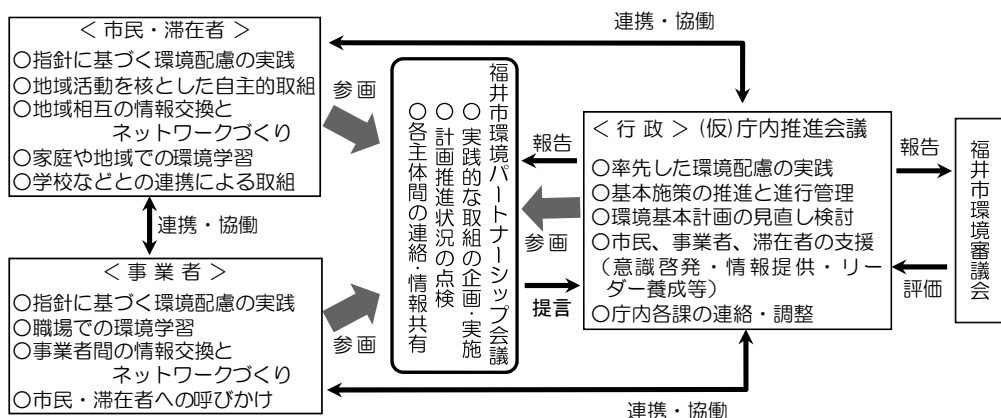 連携・協働
＜ 市民・滞在者 ＞
○指針に基づく環境配慮の実践
○地域活動を核とした自主的取組
○地域相互の情報交換と
ネットワークづくり
○家庭や地域での環境学習
○学校などとの連携による取組
参画
連携・協働
＜ 事 業 者 ＞
○指針に基づく環境配慮の実践
○職場での環境学習
○事業者間の情報交換と
ネットワークづくり
○市民・滞在者への呼びかけ
参画
福井市環境パートナーシップ会議
○実践的な取組の企画・実施
○計画推進状況の点検
○各主体間の連絡・情報共有
報告
参画
提言
＜ 行政 ＞ (仮)庁内推進会議
○率先した環境配慮の実践
○基本施策の推進と進行管理
○環境基本計画の見直し検討
○市民、事業者、滞在者の支援
（意識啓発・情報提供・リー
ダー養成等）
○庁内各課の連絡・調整
報告
評価
福井市環境審議会
連携・協働